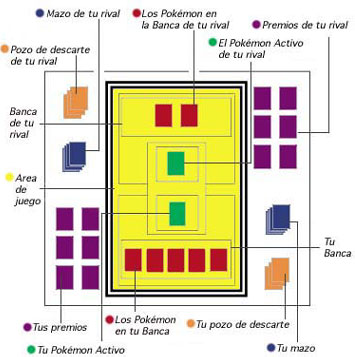 Mazo de tu rival
Los Pokémon en
la Banca de tu rival
Premios de tu rival
Pozo de descarte
de tu rival
El Pokémon Activo
de tu rival
Banca
de tu
rival
Area
de
juego
Tu
Banca
Los Pokémon
en tu Banca
Tus premios
Tu pozo de descarte
Tu Pokémon Activo
Tu mazo